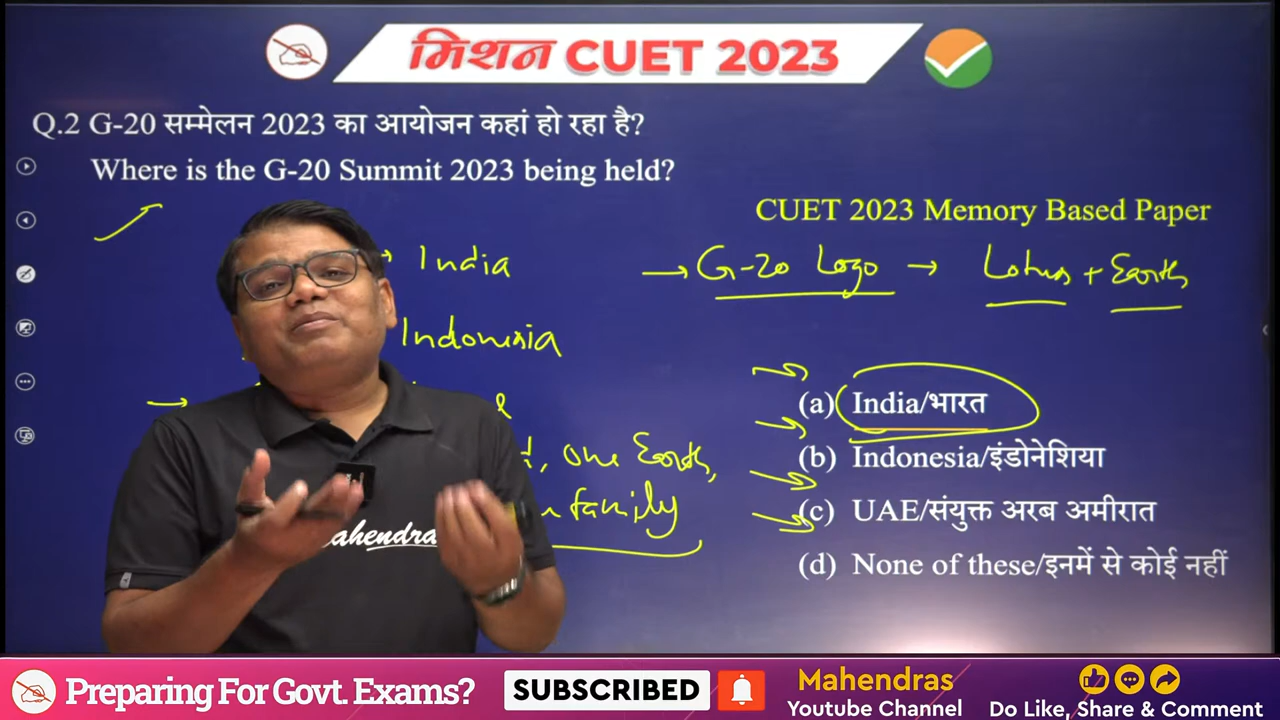 मिशन CUET 2023
Q.2 G-20 सम्मेलन 2023 का आयोजन कहां हो रहा है?
Where is the G-20 Summit 2023 being held?
CUET 2023 Memory Based Paper
India
G-20 Logo → Lotus + Earth
Indonesia
(a) India/भारत
(b) Indonesia/इंडोनेशिया
, one Earth,
family
(c) UAE/संयुक्त अरब अमीरात
(d) None of these/इनमें से कोई नहीं
ahendra
Preparing For Govt. Exams?
SUBSCRIBED
Mahendras
Youtube Channel
Do Like, Share & Comment